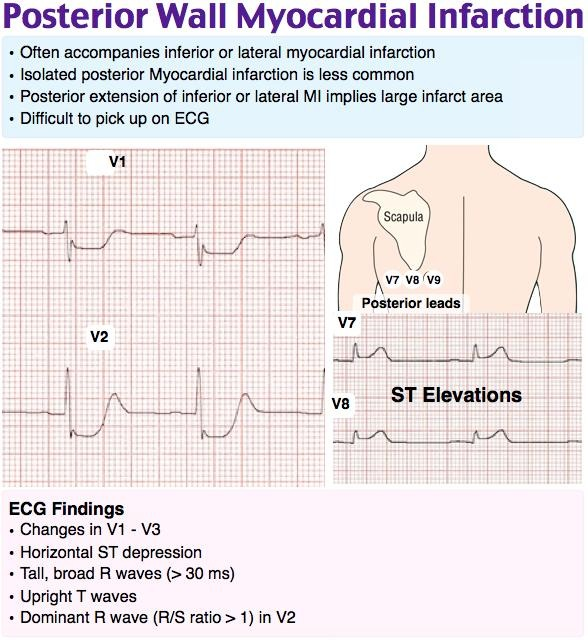 Posterior Wall Myocardial Infarction
• Often accompanies inferior or lateral myocardial infarction
• Isolated posterior Myocardial infarction is less common
• Posterior extension of inferior or lateral MI implies large infarct area
• Difficult to pick up on ECG
V1
V2
Scapula
V7 V8 V9
Posterior leads
V7
ST Elevations
V8
ECG Findings
• Changes in V1 - V3
• Horizontal ST depression
• Tall, broad R waves (> 30 ms)
• Upright T waves
• Dominant R wave (R/S ratio > 1) in V2